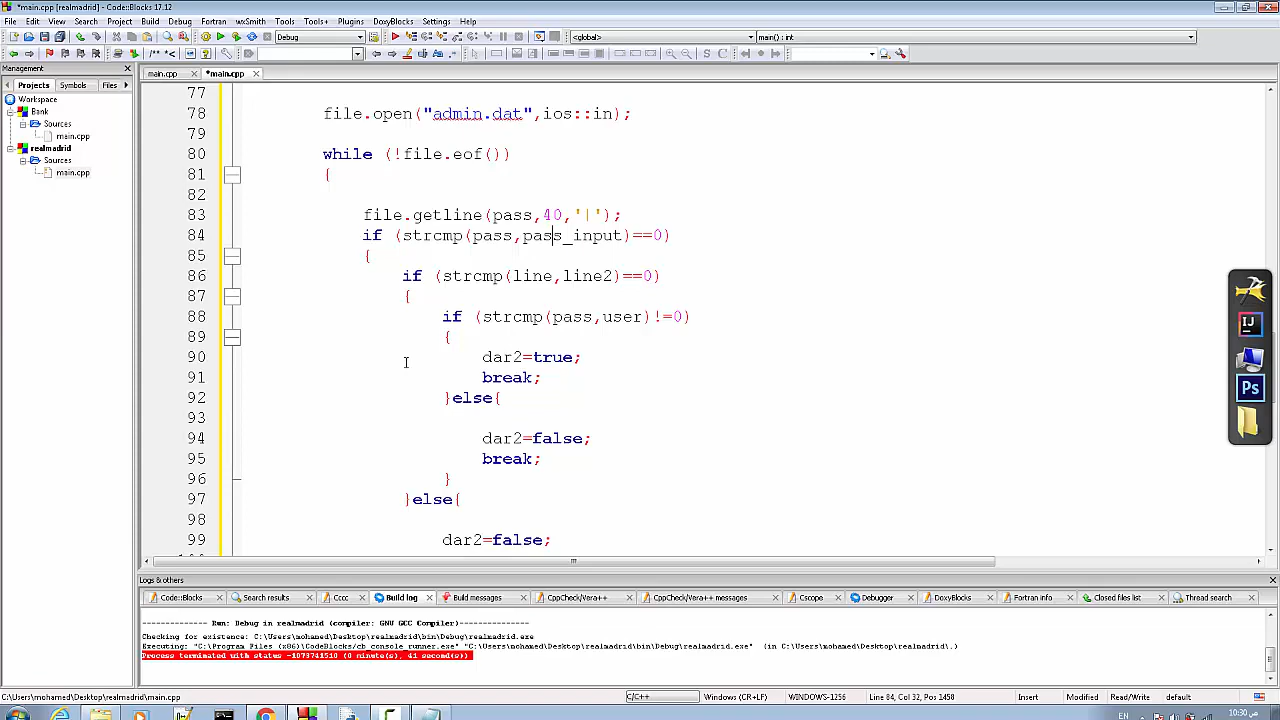 *main.cpp [realmadrid] - Code::Blocks 17.12
File Edit View Search Project Build Debug Fortran wxSmith Tools Tools+ Plugins DoxyBlocks Settings Help
Debug <global> main() : int
/** *<
S C
Management
Projects Symbols Files
main.cpp *main.cpp
Workspace
Bank
Sources
main.cpp
realmadrid
Sources
main.cpp
77
78 file.open("admin.dat",ios::in);
79
80 while (!file.eof())
81 {
82
83 file.getline(pass,40,'|');
84 if (strcmp(pass,pass_input)==0)
85 {
86 if (strcmp(line,line2)==0)
87 {
88 if (strcmp(pass,user)!=0)
89 {
90 dar2=true;
91 break;
92 }else{
93
94 dar2=false;
95 break;
96 }
97 }else{
98
99 dar2=false;
IJ
Ps
Logs & others
Code::Blocks Search results Cccc Build log Build messages CppCheck/Vera++ CppCheck/Vera++ messages Cscope Debugger DoxyBlocks Fortran info Closed files list Thread search
-------------- Run: Debug in realmadrid (compiler: GNU GCC Compiler)---------------
Checking for existence: C:\Users\mohamed\Desktop\realmadrid\bin\Debug\realmadrid.exe
Executing: "C:\Program Files (x86)\CodeBlocks/cb_console_runner.exe" "C:\Users\mohamed\Desktop\realmadrid\bin\Debug\realmadrid.exe" (in C:\Users\mohamed\Desktop\realmadrid\.)
Process terminated with status -1073741510 (0 minute(s), 41 second(s))
C:\Users\mohamed\Desktop\realmadrid\main.cpp C/C++ Windows (CR+LF) WINDOWS-1256 Line 84, Col 32, Pos 1458 Insert Modified Read/Write default
EN 10:30 ص